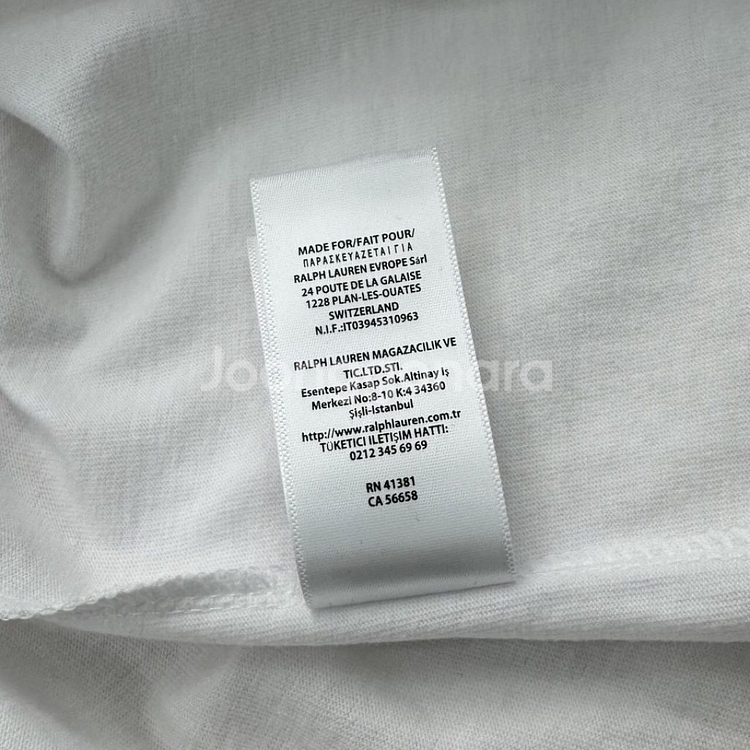 MADE FOR/FAIT POUR/
ΠΑΡΑΣΚΕΥΑΖΕΤΑΙ ΓΙΑ
RALPH LAUREN EVROPE Sárl
24 POUTE DE LA GALAISE
1228 PLAN-LES-OUATES
SWITZERLAND
N.I.F.:IT03945310963
RALPH LAUREN MAGAZACILIK VE
TIC.LTD.STI.
Esentepe Kasap Sok.Altinay Iş
Merkezi No:8-10 K:4 34360
Şişli-Istanbul
http://www.ralphlauren.com.tr
TÜKETICI ILETIŞIM HATTI:
0212 345 69 69
RN 41381
CA 56658